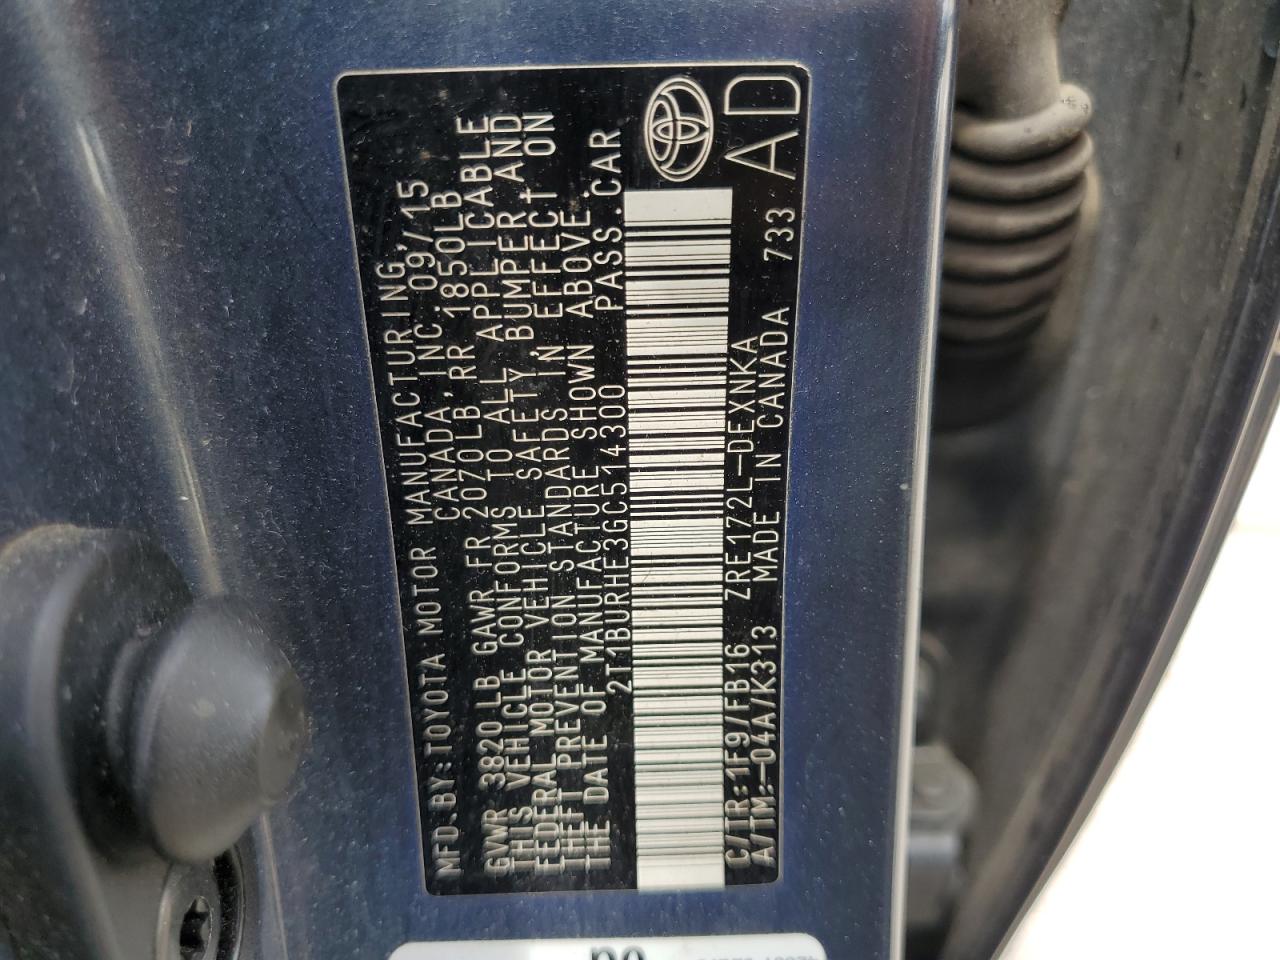 MFD.BY:TOYOTA MOTOR MANUFACTURING,
CANADA,INC.09/15
GVWR 3820LB GAWR FR 2020LB,RR 1850LB
THIS VEHICLE CONFORMS TO ALL APPLICABLE
FEDERAL MOTOR VEHICLE SAFETY, BUMPER, AND
THEFT PREVENTION STANDARDS IN EFFECT ON
THE DATE OF MANUFACTURE SHOWN ABOVE.
2T1BURHE3GC514300 PASS.CAR
C/TR:1F9/FB16 ZRE172L-DEXNKA
A/TM:-04A/K313 MADE IN CANADA 733
AD